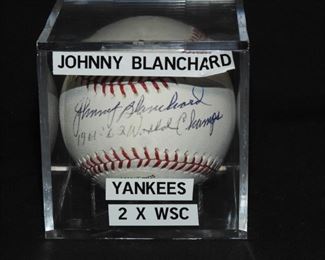 JOHNNY BLANCHARD
Johnny Blanchard
1961-62 World Champs
YANKEES
2 X WSC